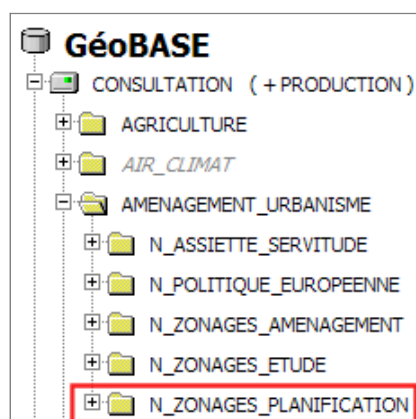 GéoBASE
CONSULTATION ( + PRODUCTION )
AGRICULTURE
AIR_CLIMAT
AMENAGEMENT_URBANISME
N_ASSIETTE_SERVITUDE
N_POLITIQUE_EUROPEENNE
N_ZONAGES_AMENAGEMENT
N_ZONAGES_ETUDE
N_ZONAGES_PLANIFICATION